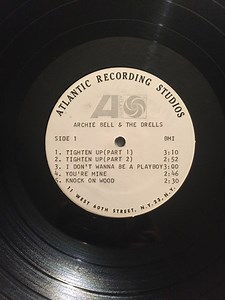 ATLANTIC RECORDING STUDIOS
ARCHIE BELL & THE DRELLS
SIDE 1 BMI
1. TIGHTEN UP(PART 1) 3:10
2. TIGHTEN UP(PART 2) 2:52
3. I DON'T WANNA BE A PLAYBOY3:00
4. YOU'RE MINE 2:46
5. KNOCK ON WOOD 2:30
11 WEST 60TH STREET, N.Y.23, N.Y.